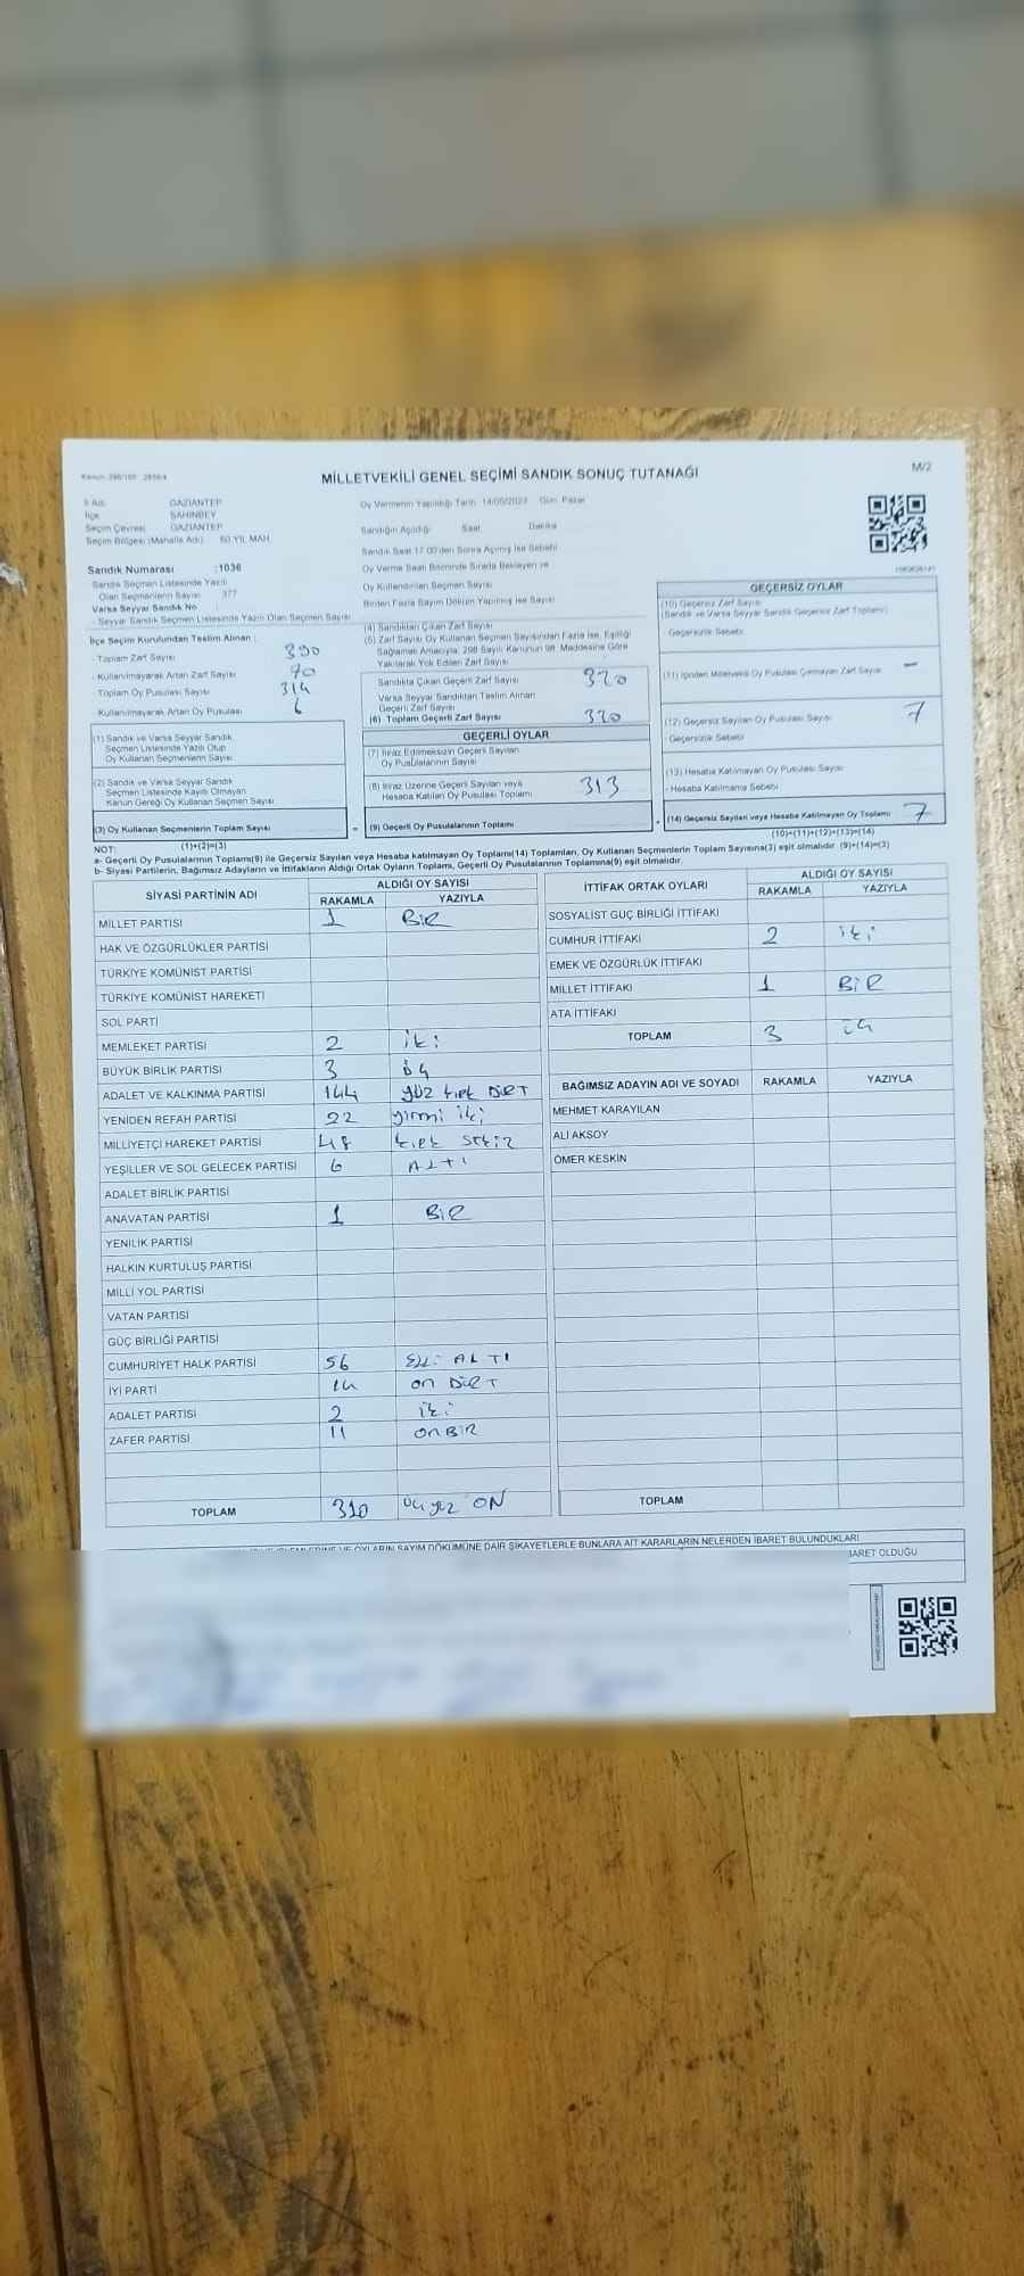 MİLLETVEKİLİ GENEL SEÇİMİ SANDIK SONUÇ TUTANAĞI
M/2
İli Adı GAZİANTEP
İlçe ŞAHİNBEY
Seçim Çevresi GAZİANTEP
Seçim Bölgesi (Mahalle Adı) 60 YIL MAH
Sandık Numarası :1036
Sandık Seçmen Listesinde Yazılı
Olan Seçmenlerin Sayısı 377
Varsa Seyyar Sandık No
- Seyyar Sandık Seçmen Listesinde Yazılı Olan Seçmen Sayısı
İlçe Seçim Kurulundan Teslim Alınan :
- Toplam Zarf Sayısı 390
- Kullanılmayarak Artan Zarf Sayısı 70
- Toplam Oy Pusulası Sayısı
- Kullanılmayarak Artan Oy Pusulası 6
(1) Sandık ve Varsa Seyyar Sandık
Seçmen Listesinde Yazılı Olup
Oy Kullanan Seçmenlerin Sayısı
(2) Sandık ve Varsa Seyyar Sandık
Seçmen Listesinde Kayıtlı Olmayan
Kanun Gereği Oy Kullanan Seçmen Sayısı
(3) Oy Kullanan Seçmenlerin Toplam Sayısı
(1)+(2)=(3)
Oy Vermenin Yapıldığı Tarih 14/05/2023 Gün Pazar
Sandığın Açıldığı Saat Dakika
Sandık Saat 17.00'den Sonra Açılmış İse Sebebi
Oy Verme Saati Bitiminde Sırada Bekleyen ve
Oy Kullandırılan Seçmen Sayısı
Birden Fazla Sayım Döküm Yapılmış İse Sayısı
(4) Sandıktan Çıkan Zarf Sayısı
(5) Zarf Sayısı Oy Kullanan Seçmen Sayısından Fazla ise, Eşitliği
Sağlamak Amacıyla, 298 Sayılı Kanunun 98. Maddesine Göre
Yakılarak Yok Edilen Zarf Sayısı
Sandıkta Çıkan Geçerli Zarf Sayısı 320
Varsa Seyyar Sandıktan Teslim Alınan
Geçerli Zarf Sayısı
(6) Toplam Geçerli Zarf Sayısı 320
GEÇERLİ OYLAR
(7) İtiraz Edilmeksizin Geçerli Sayılan
Oy Pusulalarının Sayısı
(8) İtiraz Üzerine Geçerli Sayılan veya
Hesaba Katılan Oy Pusulası Toplamı 313
(9) Geçerli Oy Pusulalarının Toplamı
GEÇERSİZ OYLAR
(10) Geçersiz Zarf Sayısı
(Sandık ve Varsa Seyyar Sandık Geçersiz Zarf Toplamı)
- Geçersizlik Sebebi
(11) İçinden Milletvekili Oy Pusulası Çıkmayan Zarf Sayısı -
(12) Geçersiz Sayılan Oy Pusulası Sayısı 7
- Geçersizlik Sebebi
(13) Hesaba Katılmayan Oy Pusulası Sayısı
- Hesaba Katılmama Sebebi
(14) Geçersiz Sayılan veya Hesaba Katılmayan Oy Toplamı 7
(10)+(11)+(12)+(13)=(14)
NOT:
a- Geçerli Oy Pusulalarının Toplamı(9) ile Geçersiz Sayılan veya Hesaba katılmayan Oy Toplamı(14) Toplamları, Oy Kullanan Seçmenlerin Toplam Sayısına(3) eşit olmalıdır (9)+(14)=(3)
b- Siyasi Partilerin, Bağımsız Adayların ve İttifakların Aldığı Ortak Oyların Toplamı, Geçerli Oy Pusulalarının Toplamına(9) eşit olmalıdır.
SİYASİ PARTİNİN ADI ALDIĞI OY SAYISI
RAKAMLA YAZIYLA
MİLLET PARTİSİ 1 BİR
HAK VE ÖZGÜRLÜKLER PARTİSİ
TÜRKİYE KOMÜNİST PARTİSİ
TÜRKİYE KOMÜNİST HAREKETİ
SOL PARTİ
MEMLEKET PARTİSİ 2 iki
BÜYÜK BİRLİK PARTİSİ 3 üç
ADALET VE KALKINMA PARTİSİ 144 yüz kırk DÖRT
YENİDEN REFAH PARTİSİ 22 yirmi iki
MİLLİYETÇİ HAREKET PARTİSİ 48 kırk sekiz
YEŞİLLER VE SOL GELECEK PARTİSİ 6 ALTI
ADALET BİRLİK PARTİSİ
ANAVATAN PARTİSİ 1 BİR
YENİLİK PARTİSİ
HALKIN KURTULUŞ PARTİSİ
MİLLİ YOL PARTİSİ
VATAN PARTİSİ
GÜÇ BİRLİĞİ PARTİSİ
CUMHURİYET HALK PARTİSİ 56 Elli ALTI
İYİ PARTİ 14 on DÖRT
ADALET PARTİSİ 2 iki
ZAFER PARTİSİ 11 onBİR
TOPLAM 310 üç yüz ON
İTTİFAK ORTAK OYLARI ALDIĞI OY SAYISI
RAKAMLA YAZIYLA
SOSYALİST GÜÇ BİRLİĞİ İTTİFAKI
CUMHUR İTTİFAKI 2 iki
EMEK VE ÖZGÜRLÜK İTTİFAKI
MİLLET İTTİFAKI 1 BİR
ATA İTTİFAKI
TOPLAM 3 üç
BAĞIMSIZ ADAYIN ADI VE SOYADI RAKAMLA YAZIYLA
MEHMET KARAYILAN
ALİ AKSOY
ÖMER KESKİN
TOPLAM
VE OYLARIN SAYIM DÖKÜMÜNE DAİR ŞİKAYETLERLE BUNLARA AİT KARARLARIN NELERDEN İBARET BULUNDUKLARI
İBARET OLDUĞU